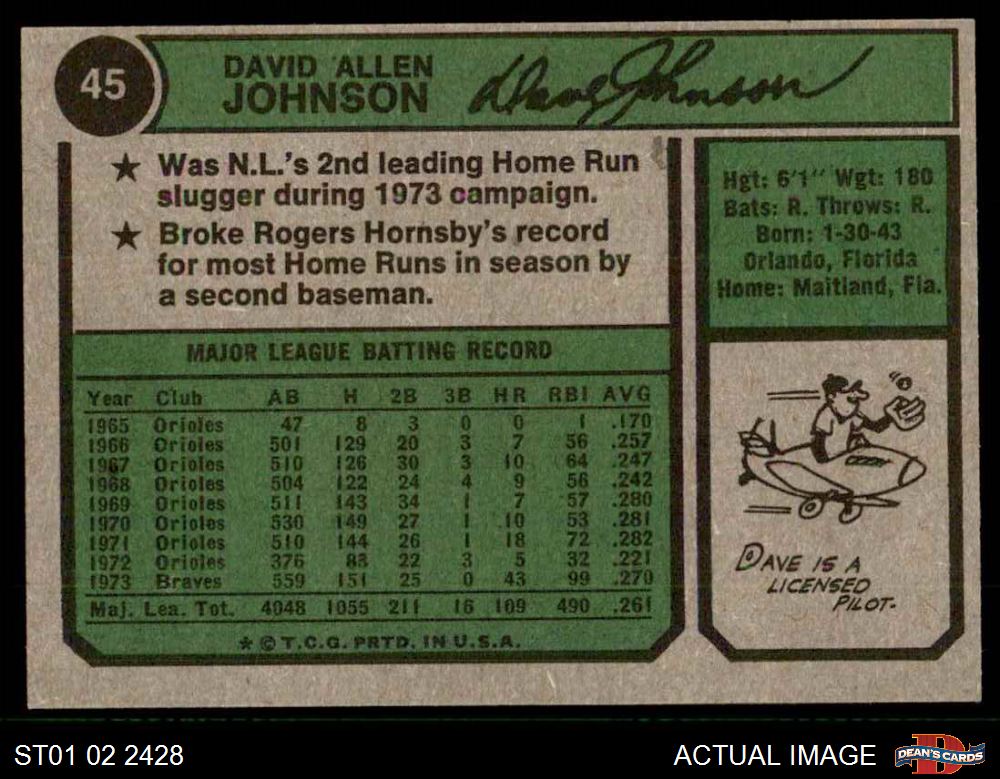 45
DAVID ALLEN
JOHNSON
Dave Johnson
★ Was N.L.'s 2nd leading Home Run
slugger during 1973 campaign.
★ Broke Rogers Hornsby's record
for most Home Runs in season by
a second baseman.
Hgt: 6'1" Wgt: 180
Bats: R. Throws: R.
Born: 1-30-43
Orlando, Florida
Home: Maitland, Fla.
MAJOR LEAGUE BATTING RECORD
Year Club AB H 2B 3B HR RBI AVG
1965 Orioles 47 8 3 0 0 1 .170
1966 Orioles 501 129 20 3 7 56 .257
1967 Orioles 510 126 30 3 10 64 .247
1968 Orioles 504 122 24 4 9 56 .242
1969 Orioles 511 143 34 1 7 57 .280
1970 Orioles 530 149 27 1 10 53 .281
1971 Orioles 510 144 26 1 18 72 .282
1972 Orioles 376 83 22 3 5 32 .221
1973 Braves 559 151 25 0 43 99 .270
Maj. Lea. Tot. 4048 1055 211 16 109 490 .261
* © T.C.G. PRTD. IN U.S.A.
DAVE IS A
LICENSED
PILOT.
ST01 02 2428
ACTUAL IMAGE
D
DEAN'S CARDS